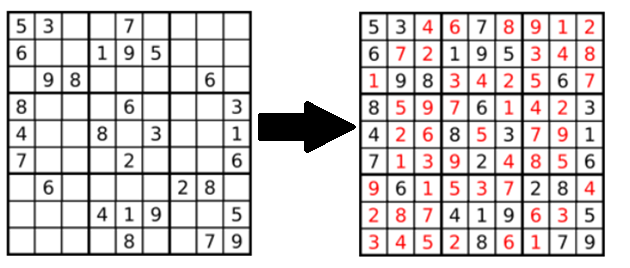 5 3 7
6 1 9 5
9 8 6
8 6 3
4 8 3 1
7 2 6
6 2 8
4 1 9 5
8 7 9
5 3 4 6 7 8 9 1 2
6 7 2 1 9 5 3 4 8
1 9 8 3 4 2 5 6 7
8 5 9 7 6 1 4 2 3
4 2 6 8 5 3 7 9 1
7 1 3 9 2 4 8 5 6
9 6 1 5 3 7 2 8 4
2 8 7 4 1 9 6 3 5
3 4 5 2 8 6 1 7 9